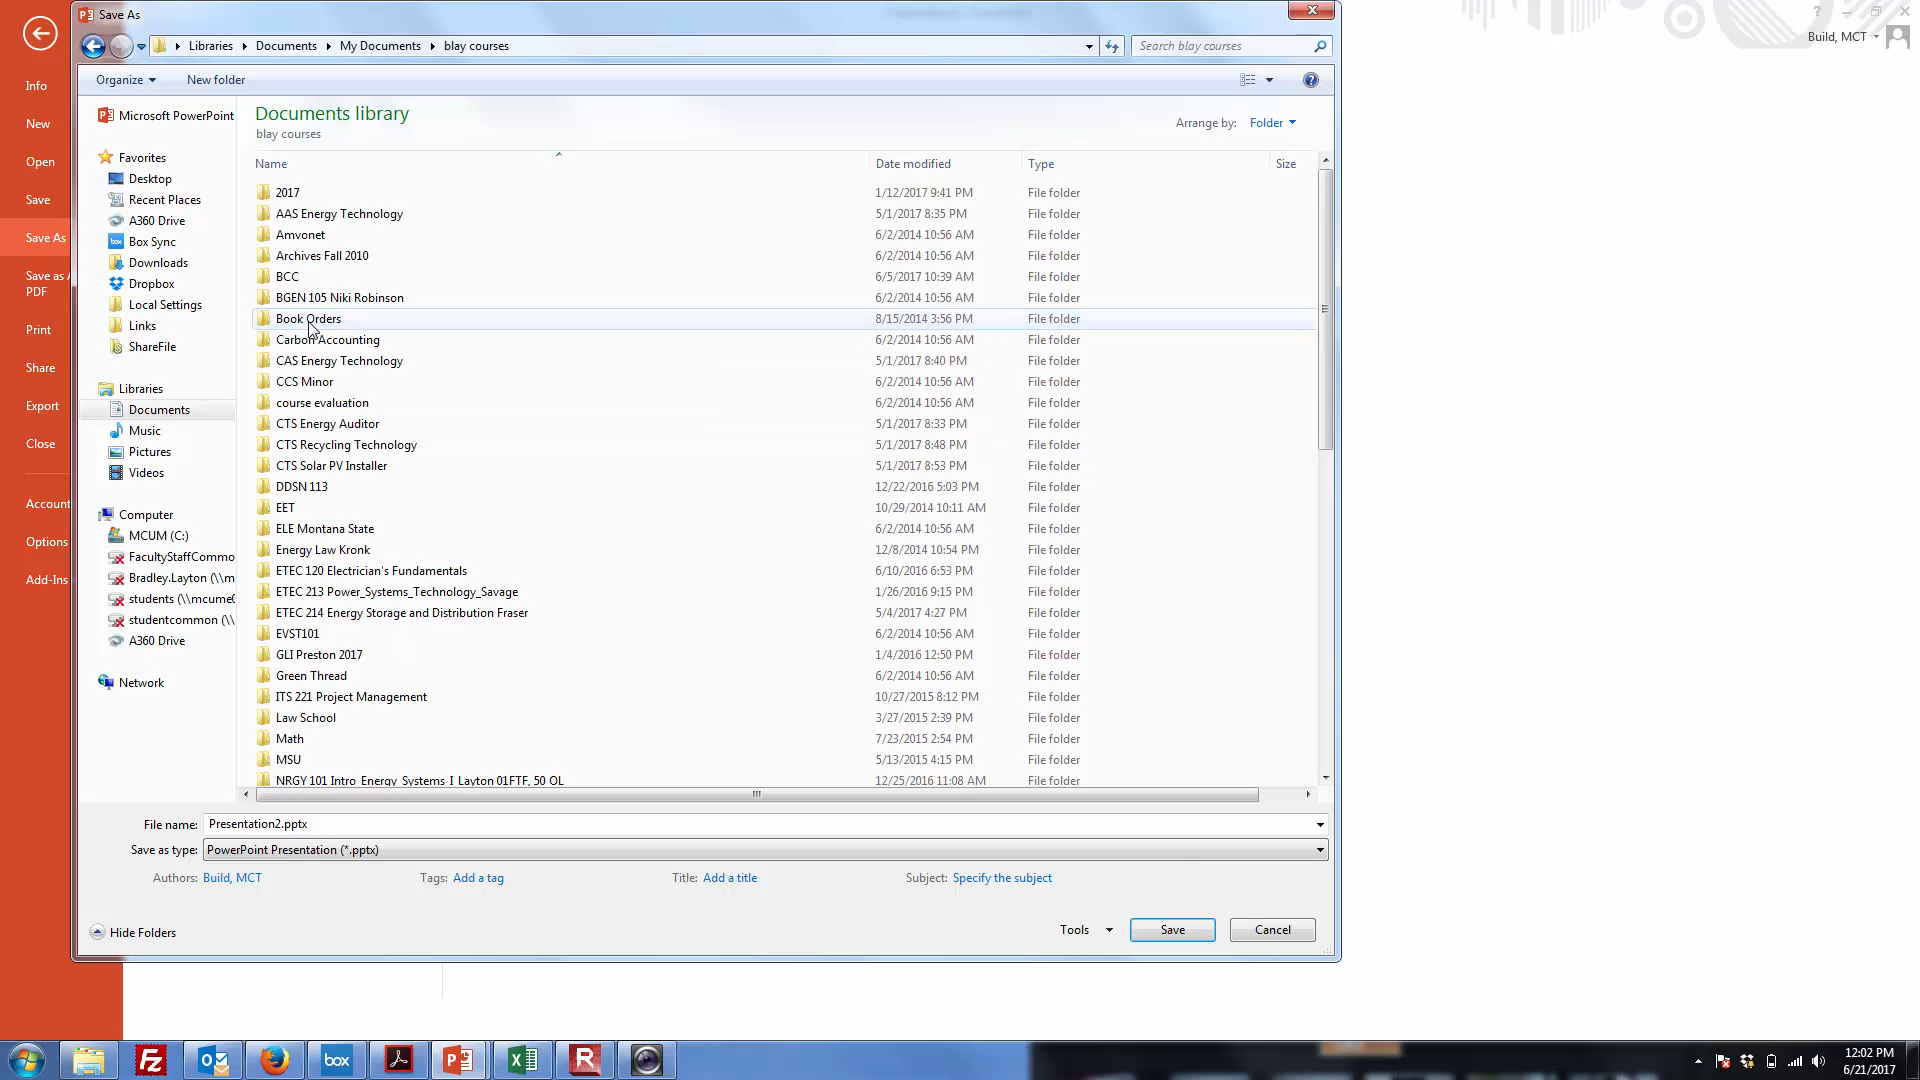 Save As
Libraries Documents My Documents blay courses
Search blay courses
?
Build, MCT
Organize
New folder
Info
New
Open
Save
Save As
Save as
PDF
Print
Share
Export
Close
Account
Options
Add-Ins
Microsoft PowerPoint
Favorites
Desktop
Recent Places
A360 Drive
Box Sync
Downloads
Dropbox
Local Settings
Links
ShareFile
Libraries
Documents
Music
Pictures
Videos
Computer
MCUM (C:)
FacultyStaffCommo
Bradley.Layton (\\m
students (\\mcume0
studentcommon (\\
A360 Drive
Network
Documents library
blay courses
Arrange by: Folder
Name Date modified Type Size
2017 1/12/2017 9:41 PM File folder
AAS Energy Technology 5/1/2017 8:35 PM File folder
Amvonet 6/2/2014 10:56 AM File folder
Archives Fall 2010 6/2/2014 10:56 AM File folder
BCC 6/5/2017 10:39 AM File folder
BGEN 105 Niki Robinson 6/2/2014 10:56 AM File folder
Book Orders 8/15/2014 3:56 PM File folder
Carbon Accounting 6/2/2014 10:56 AM File folder
CAS Energy Technology 5/1/2017 8:40 PM File folder
CCS Minor 6/2/2014 10:56 AM File folder
course evaluation 6/2/2014 10:56 AM File folder
CTS Energy Auditor 5/1/2017 8:33 PM File folder
CTS Recycling Technology 5/1/2017 8:48 PM File folder
CTS Solar PV Installer 5/1/2017 8:53 PM File folder
DDSN 113 12/22/2016 5:03 PM File folder
EET 10/29/2014 10:11 AM File folder
ELE Montana State 6/2/2014 10:56 AM File folder
Energy Law Kronk 12/8/2014 10:54 PM File folder
ETEC 120 Electrician's Fundamentals 6/10/2016 6:53 PM File folder
ETEC 213 Power_Systems_Technology_Savage 1/26/2016 9:15 PM File folder
ETEC 214 Energy Storage and Distribution Fraser 5/4/2017 4:27 PM File folder
EVST101 6/2/2014 10:56 AM File folder
GLI Preston 2017 1/4/2016 12:50 PM File folder
Green Thread 6/2/2014 10:56 AM File folder
ITS 221 Project Management 10/27/2015 8:12 PM File folder
Law School 3/27/2015 2:39 PM File folder
Math 7/23/2015 2:54 PM File folder
MSU 5/13/2015 4:15 PM File folder
NRGY 101 Intro_Energy_Systems_I_Layton 01FTF, 50 OL 12/25/2016 11:08 AM File folder
File name: Presentation2.pptx
Save as type: PowerPoint Presentation (*.pptx)
Authors: Build, MCT Tags: Add a tag Title: Add a title Subject: Specify the subject
Hide Folders
Tools
Save
Cancel
box
12:02 PM
6/21/2017